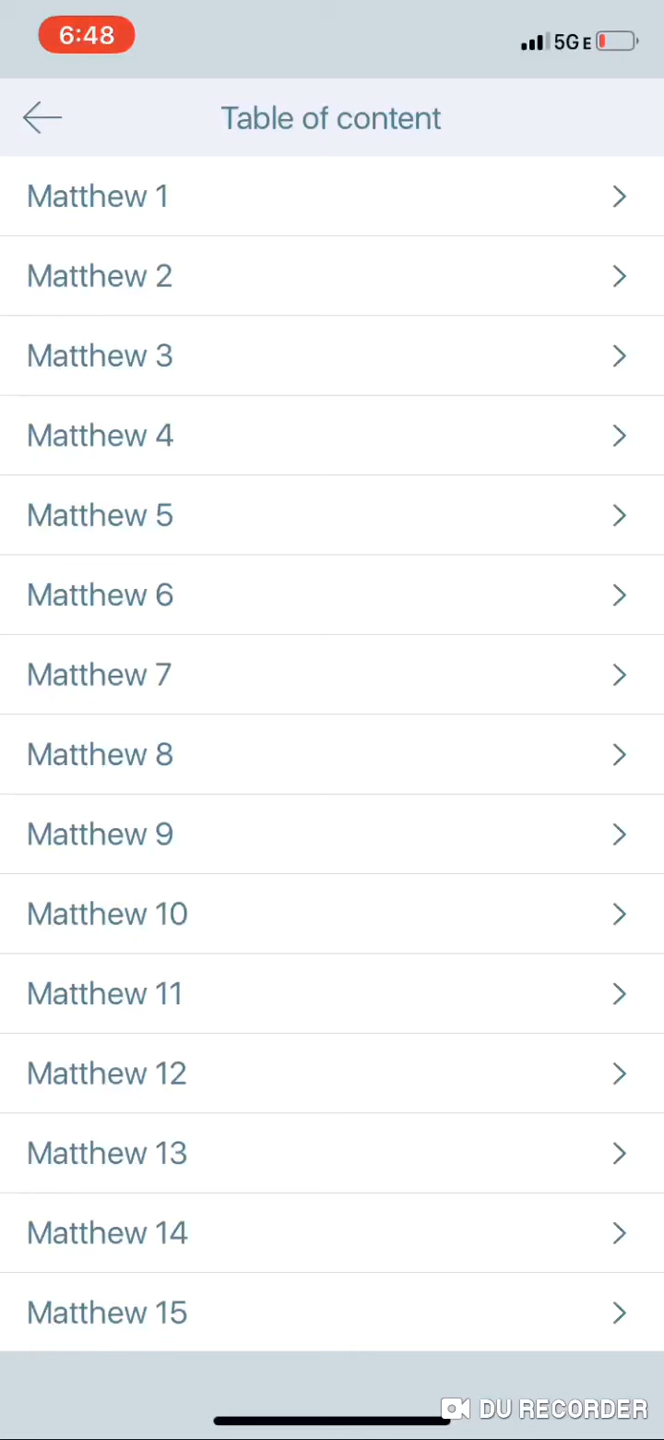 6:48
5GE
Table of content
Matthew 1
Matthew 2
Matthew 3
Matthew 4
Matthew 5
Matthew 6
Matthew 7
Matthew 8
Matthew 9
Matthew 10
Matthew 11
Matthew 12
Matthew 13
Matthew 14
Matthew 15
DU RECORDER